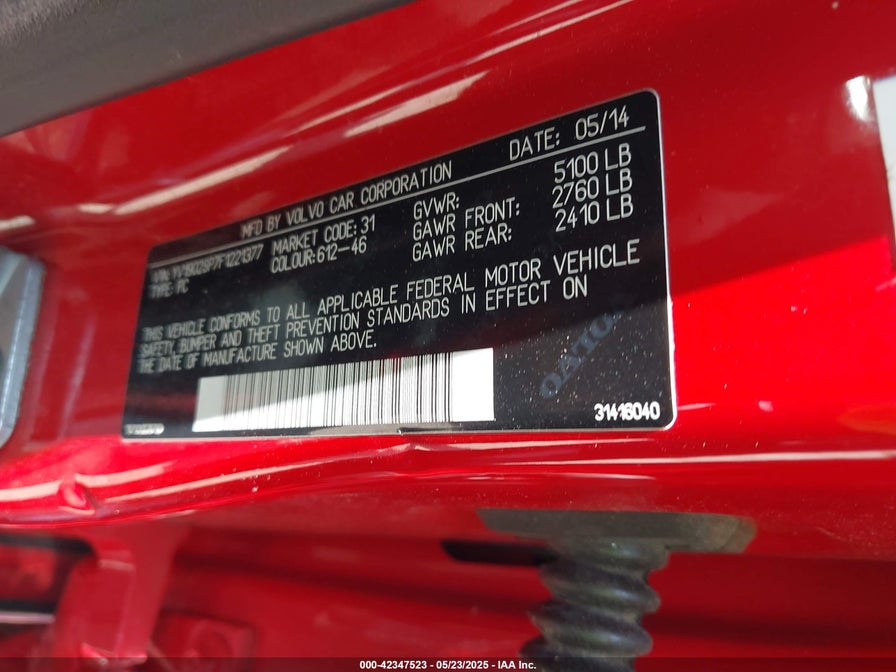 MFD BY VOLVO CAR CORPORATION DATE: 05/14
VIN: YV1902SP7F1221377 MARKET CODE: 31 GVWR: 5100 LB
TYPE: PC COLOUR: 612-46 GAWR FRONT: 2760 LB
GAWR REAR: 2410 LB
THIS VEHICLE CONFORMS TO ALL APPLICABLE FEDERAL MOTOR VEHICLE
SAFETY, BUMPER AND THEFT PREVENTION STANDARDS IN EFFECT ON
THE DATE OF MANUFACTURE SHOWN ABOVE.
31416040
000-42347523 - 05/23/2025 - IAA Inc.